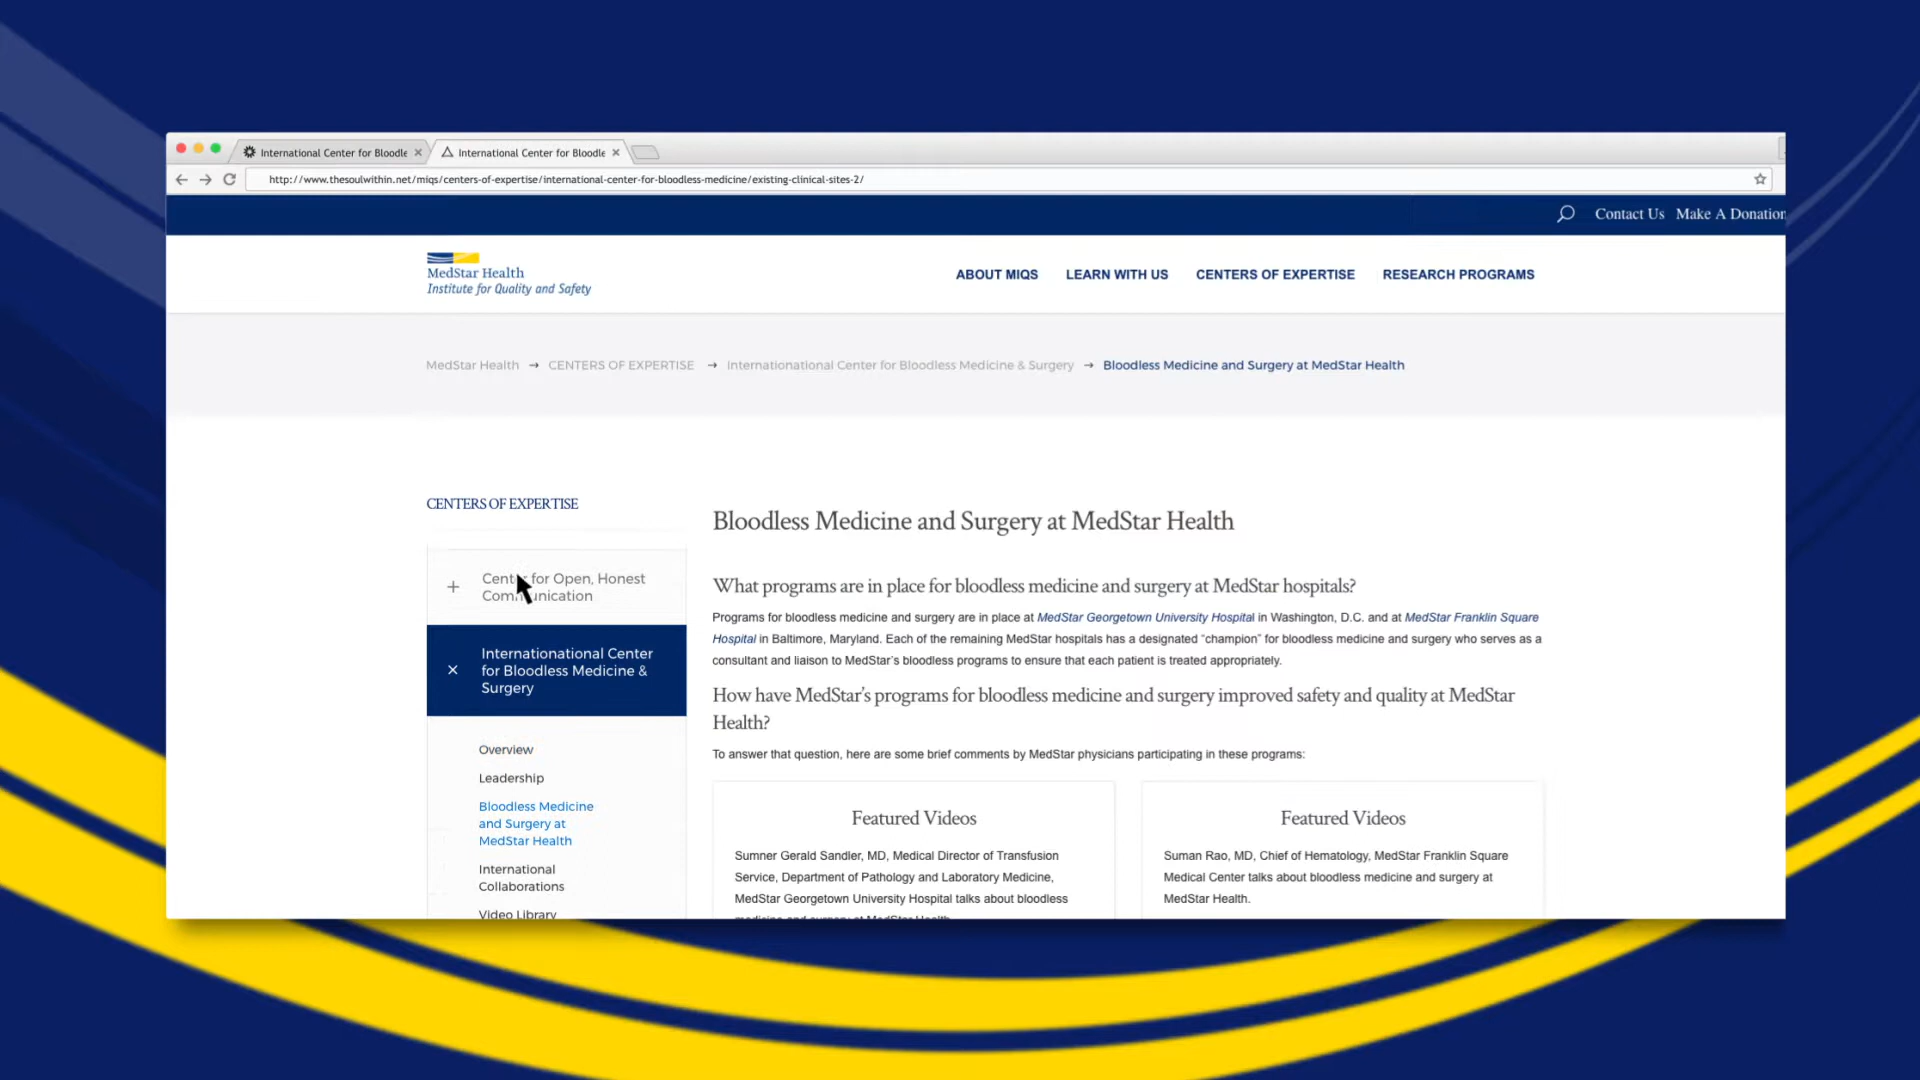 International Center for Bloodle
International Center for Bloodle
http://www.thesoulwithin.net/miqs/centers-of-expertise/international-center-for-bloodless-medicine/existing-clinical-sites-2/
Contact Us Make A Donation
MedStar Health
Institute for Quality and Safety
ABOUT MIQS LEARN WITH US CENTERS OF EXPERTISE RESEARCH PROGRAMS
MedStar Health → CENTERS OF EXPERTISE → Internationational Center for Bloodless Medicine & Surgery → Bloodless Medicine and Surgery at MedStar Health
CENTERS OF EXPERTISE
Center for Open, Honest
Communication
Internationational Center
for Bloodless Medicine &
Surgery
Overview
Leadership
Bloodless Medicine
and Surgery at
MedStar Health
International
Collaborations
Video Library
Bloodless Medicine and Surgery at MedStar Health
What programs are in place for bloodless medicine and surgery at MedStar hospitals?
Programs for bloodless medicine and surgery are in place at MedStar Georgetown University Hospital in Washington, D.C. and at MedStar Franklin Square
Hospital in Baltimore, Maryland. Each of the remaining MedStar hospitals has a designated “champion” for bloodless medicine and surgery who serves as a
consultant and liaison to MedStar’s bloodless programs to ensure that each patient is treated appropriately.
How have MedStar’s programs for bloodless medicine and surgery improved safety and quality at MedStar
Health?
To answer that question, here are some brief comments by MedStar physicians participating in these programs:
Featured Videos
Sumner Gerald Sandler, MD, Medical Director of Transfusion
Service, Department of Pathology and Laboratory Medicine,
MedStar Georgetown University Hospital talks about bloodless
medicine and surgery at MedStar Health.
Featured Videos
Suman Rao, MD, Chief of Hematology, MedStar Franklin Square
Medical Center talks about bloodless medicine and surgery at
MedStar Health.